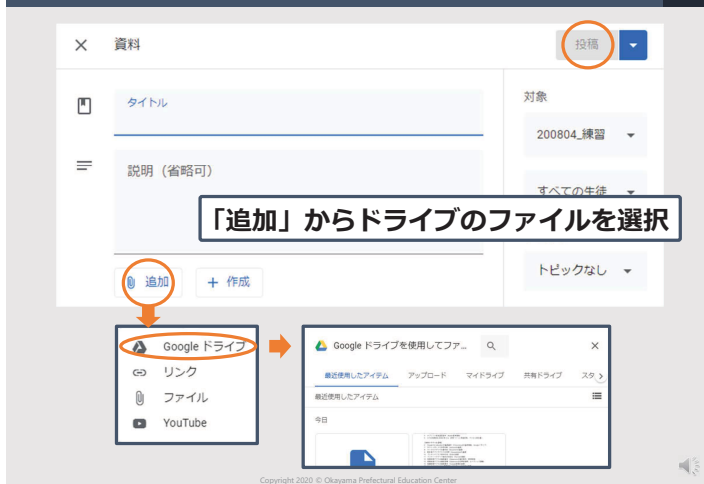 資料
投稿
タイトル
対象
200804_練習
説明（省略可）
すべての生徒
「追加」からドライブのファイルを選択
トピックなし
追加
+ 作成
Google ドライブ
リンク
ファイル
YouTube
Google ドライブを使用してファ...
最近使用したアイテム
アップロード
マイドライブ
共有ドライブ
スタ
最近使用したアイテム
今日
Copyright 2020 © Okayama Prefectural Education Center